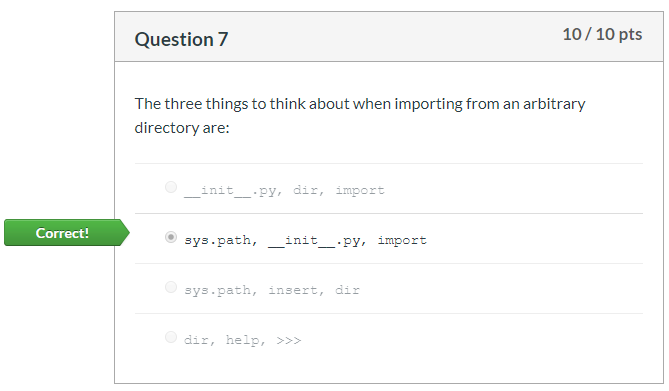 Question 7
10 / 10 pts
The three things to think about when importing from an arbitrary
directory are:
__init__.py, dir, import
Correct!
sys.path, __init__.py, import
sys.path, insert, dir
dir, help, >>>